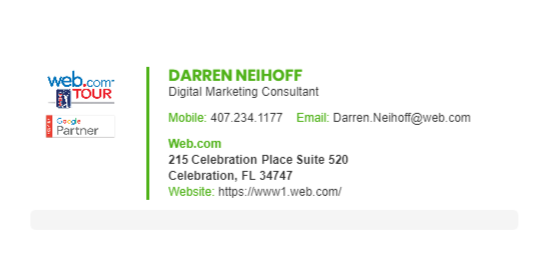 web.com
TOUR
DARREN NEIHOFF
Digital Marketing Consultant
Mobile: 407.234.1177 Email: Darren.Neihoff@web.com
Google
Partner
Web.com
215 Celebration Place Suite 520
Celebration, FL 34747
Website: https://www1.web.com/